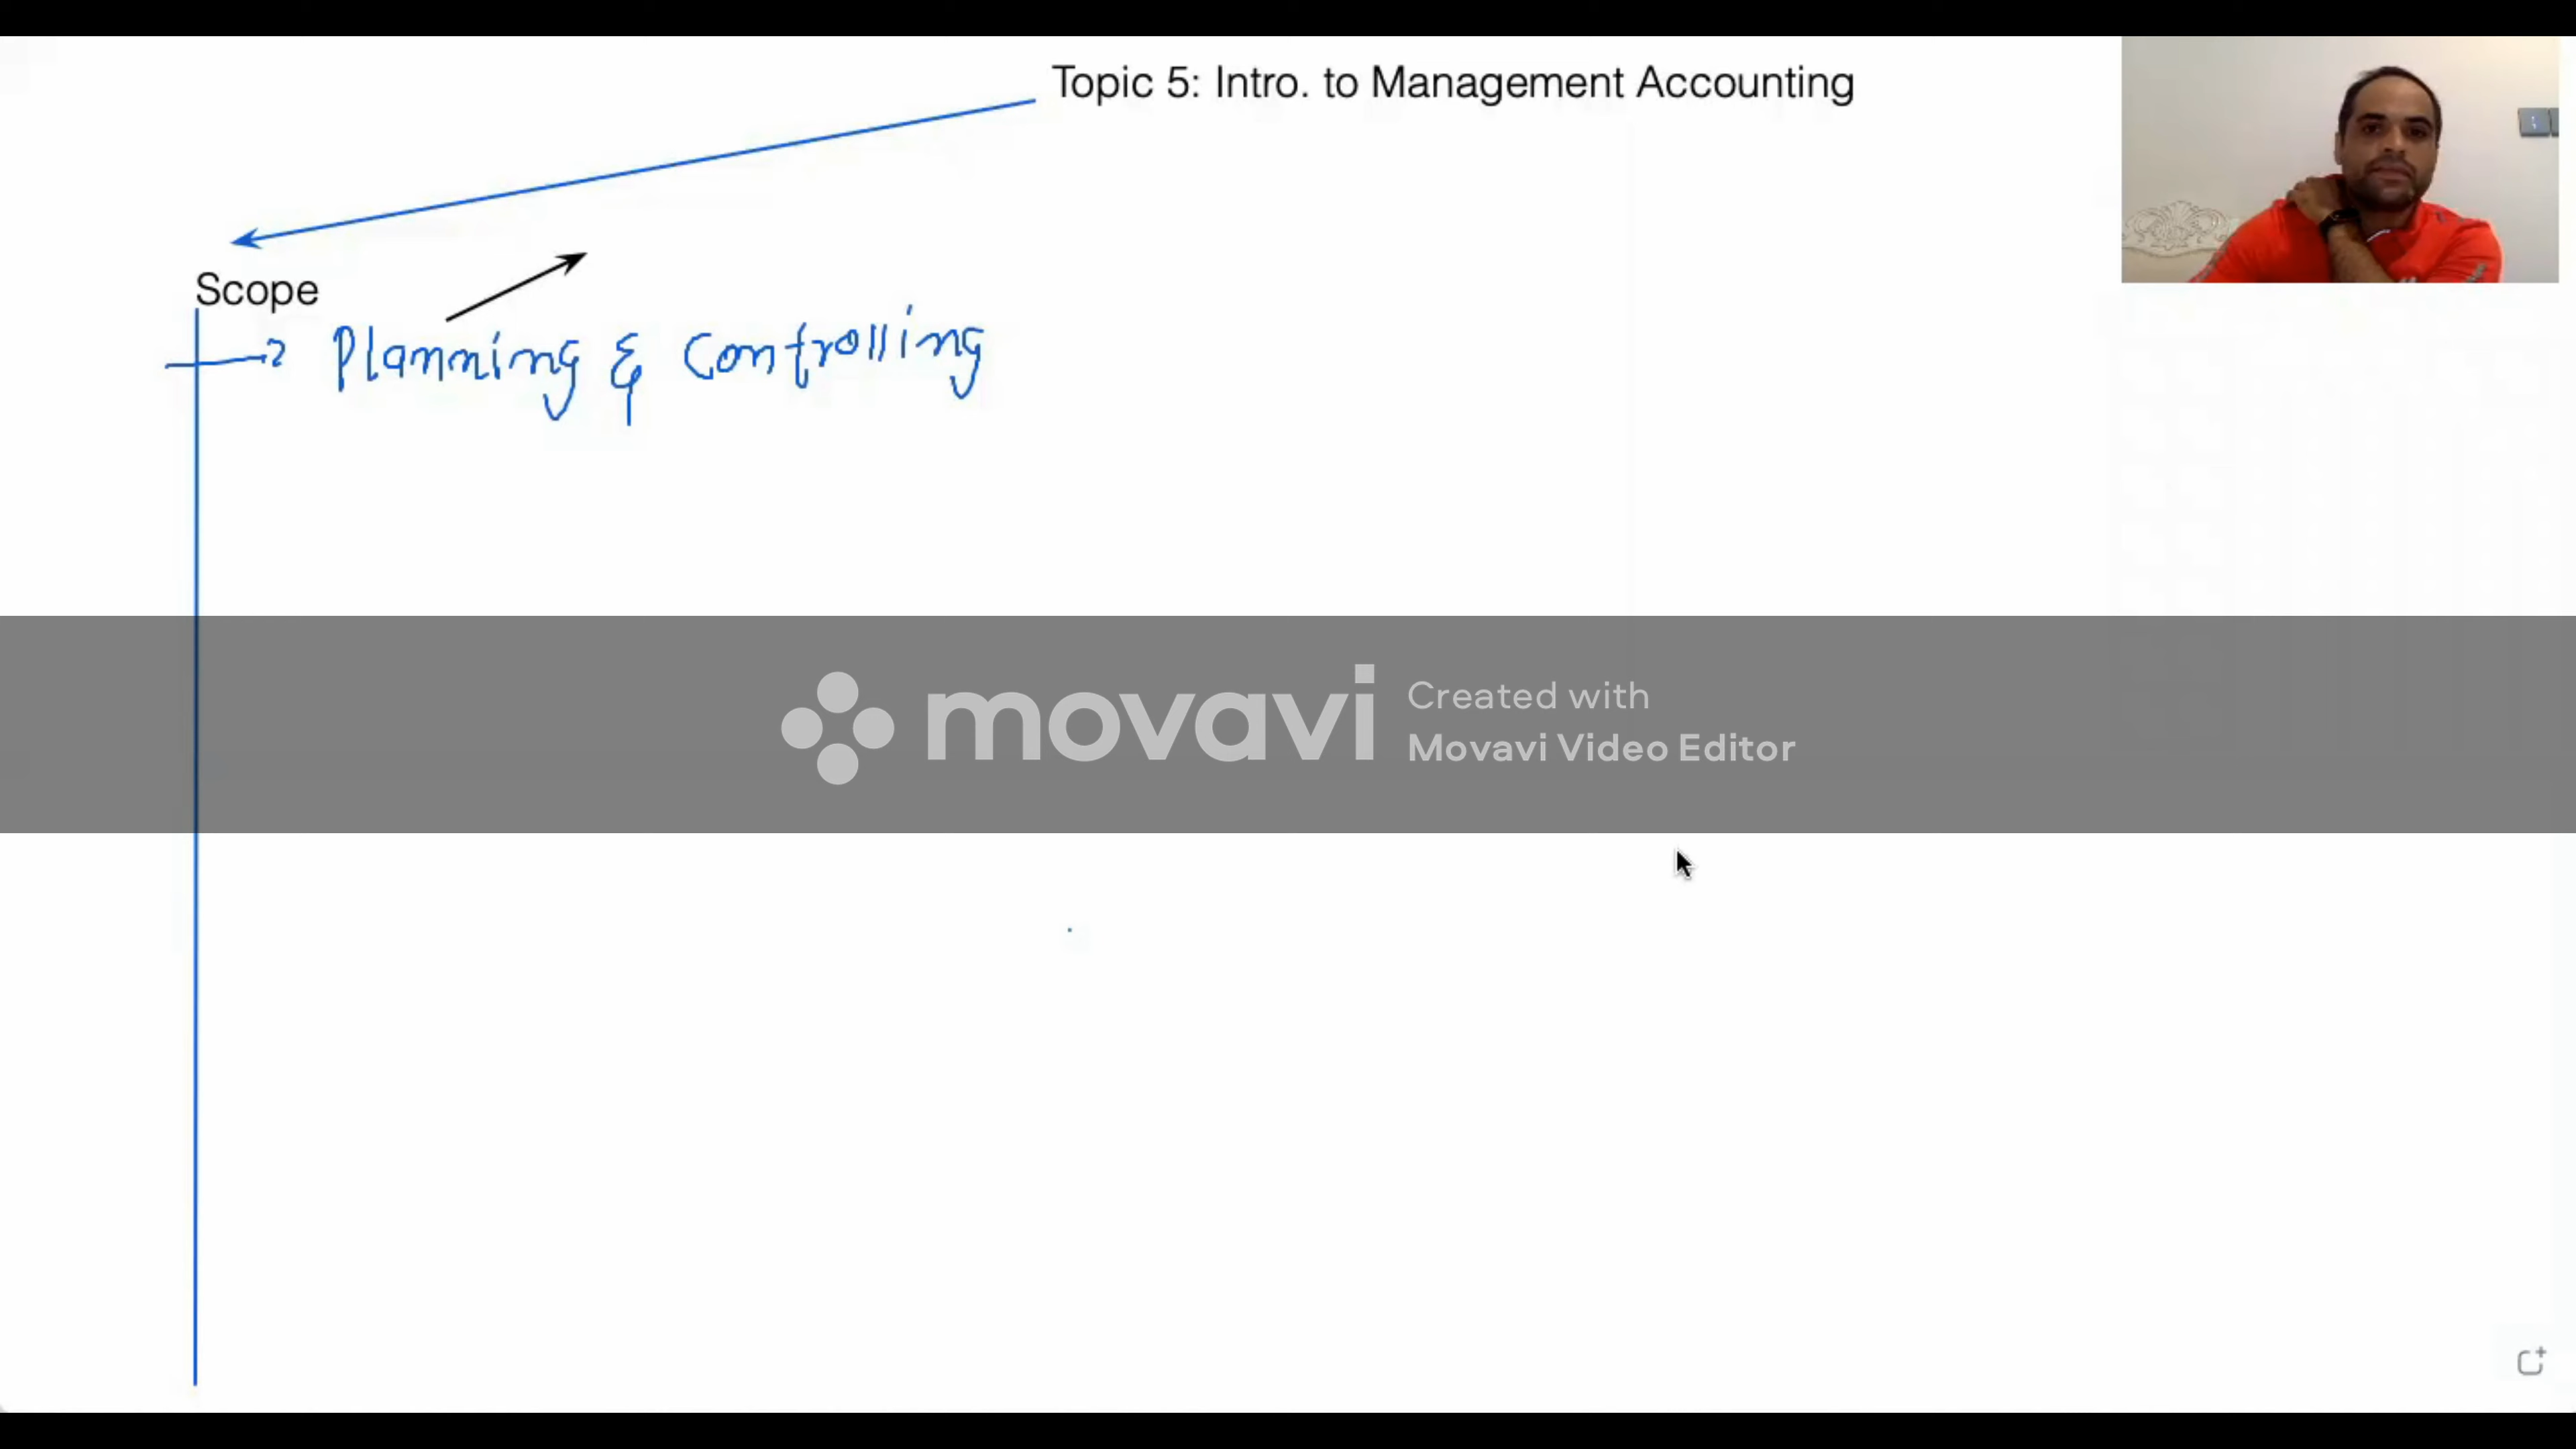 Topic 5: Intro. to Management Accounting
Scope
Planning & Controlling
movavi
Created with
Movavi Video Editor